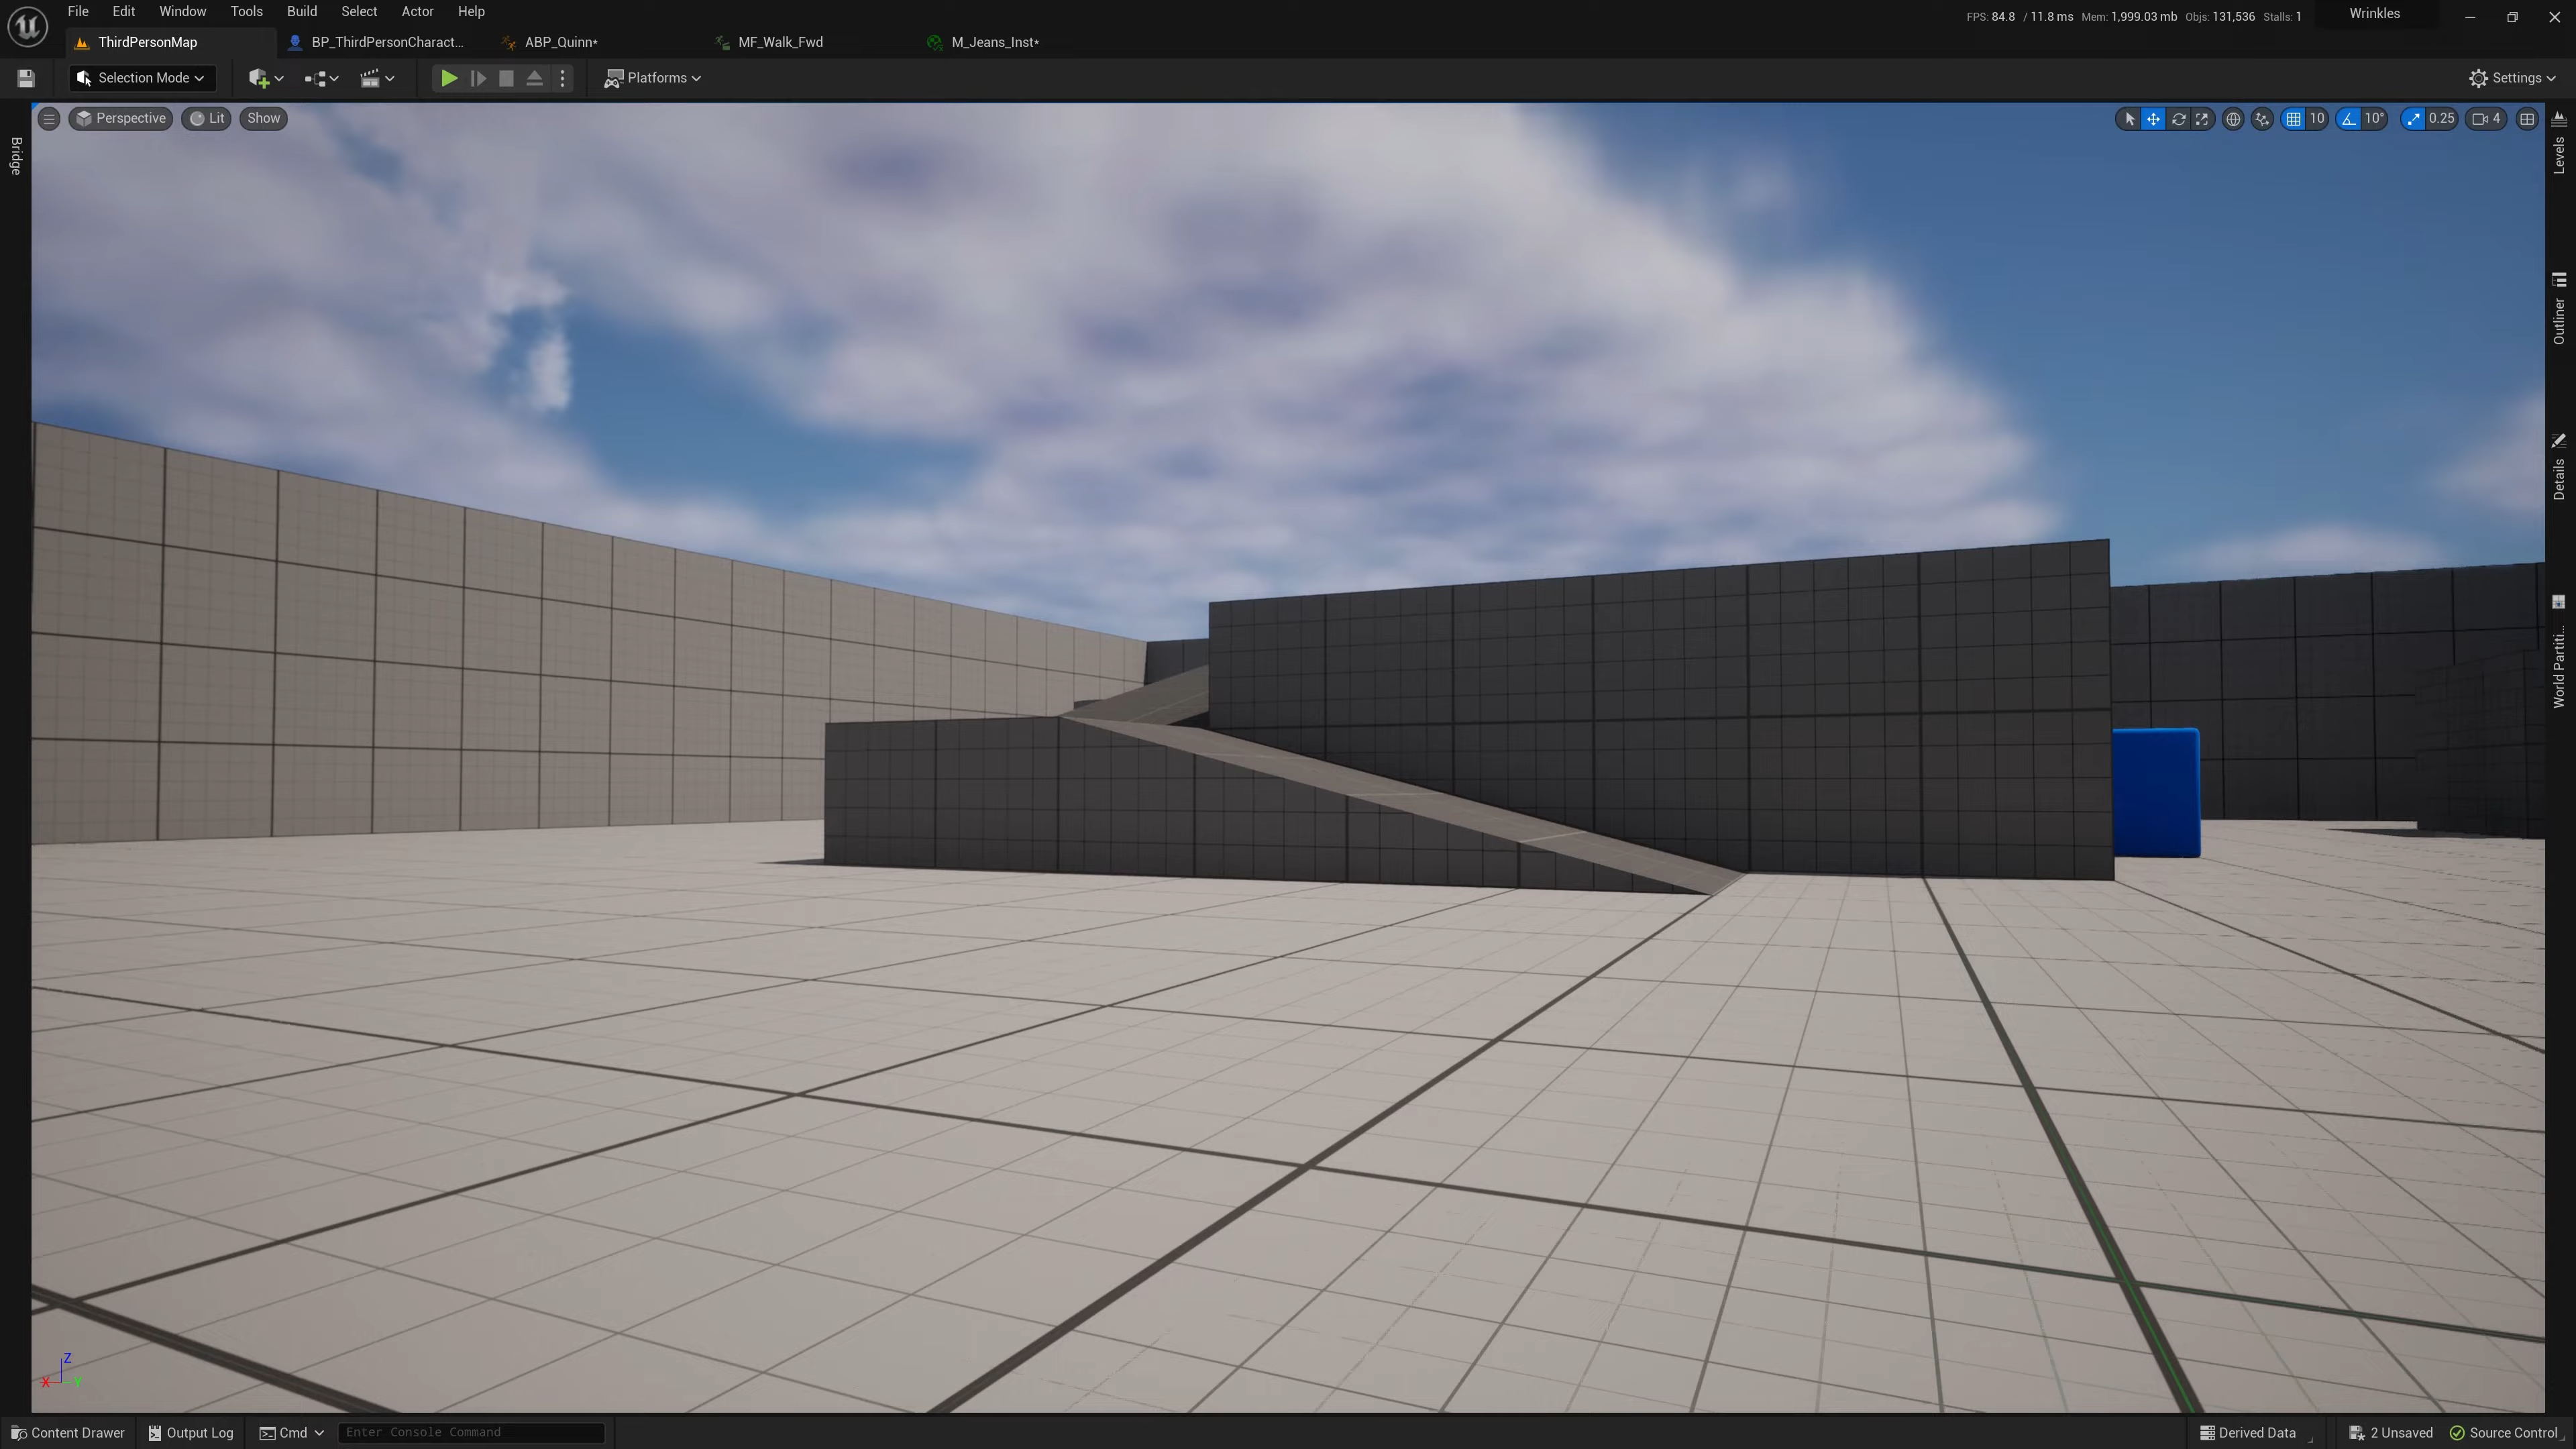 File Edit Window Tools Build Select Actor Help
FPS: 84.8 / 11.8 ms Mem: 1,999.03 mb Objs: 131,536 Stalls: 1
Wrinkles
ThirdPersonMap
BP_ThirdPersonCharact...
ABP_Quinn*
MF_Walk_Fwd
M_Jeans_Inst*
Selection Mode
Platforms
Settings
Perspective
Lit
Show
10
10°
0.25
4
Bridge
Levels
Outliner
Details
World Partiti...
Z
X
Y
Content Drawer
Output Log
Cmd
Enter Console Command
Derived Data
2 Unsaved
Source Control